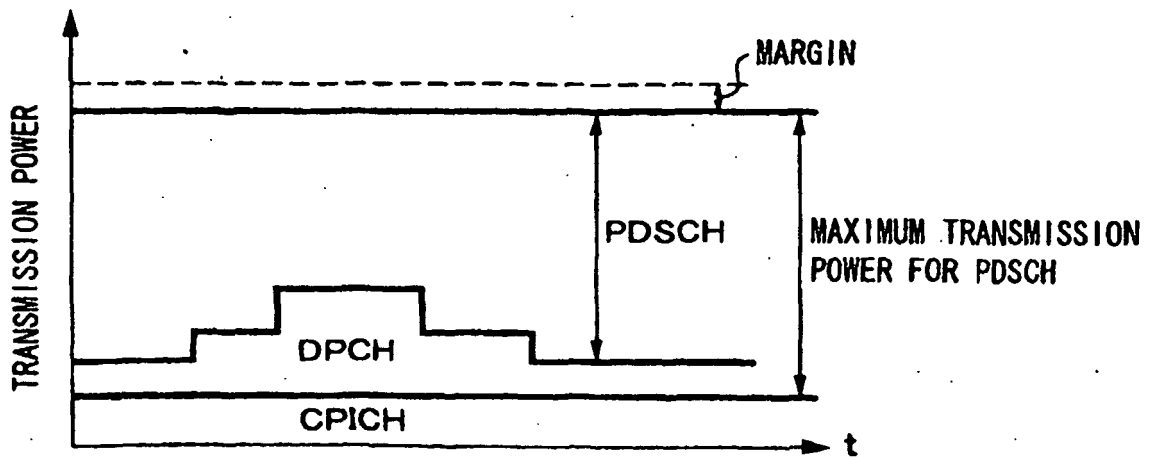 MARGIN
TRANSMISSION POWER
PDSCH
MAXIMUM TRANSMISSION
POWER FOR PDSCH
DPCH
CPICH
t